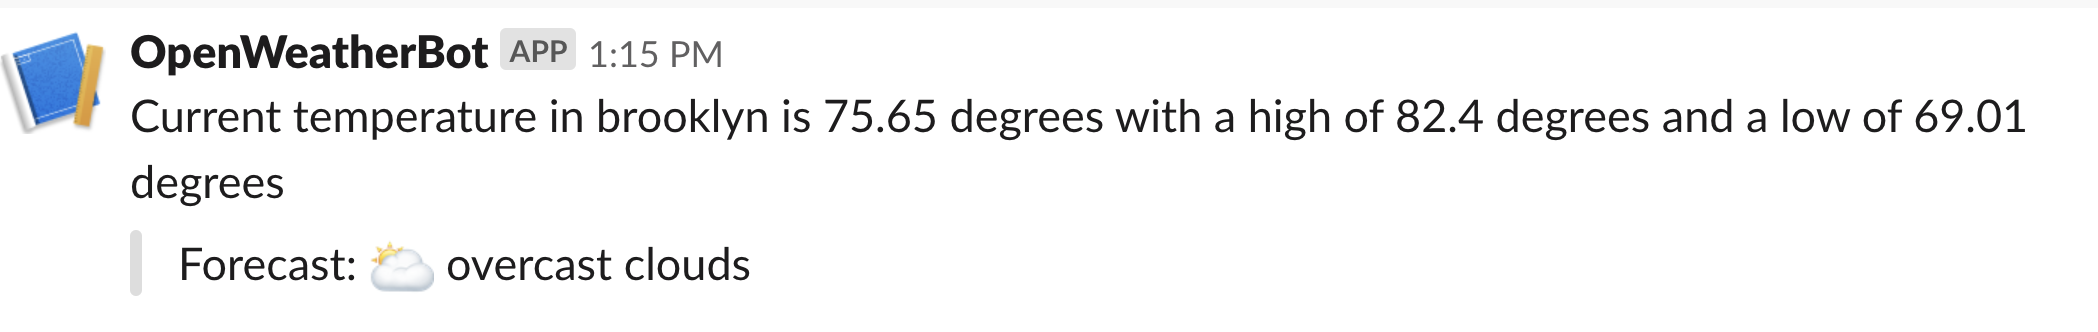 OpenWeatherBot APP 1:15 PM
Current temperature in brooklyn is 75.65 degrees with a high of 82.4 degrees and a low of 69.01
degrees
Forecast: 🌥️ overcast clouds